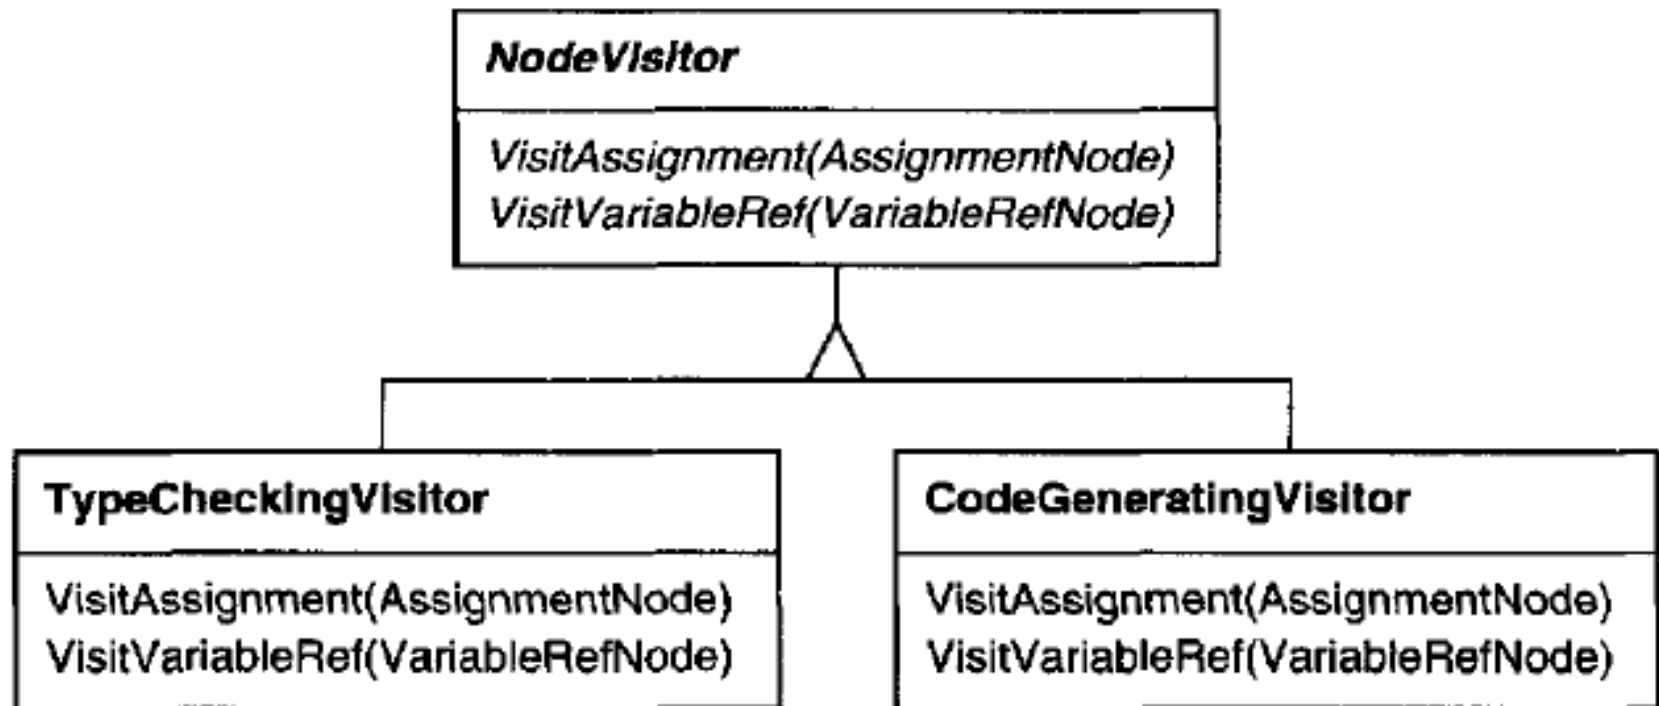 NodeVisitor
VisitAssignment(AssignmentNode)
VisitVariableRef(VariableRefNode)
TypeCheckingVisitor
VisitAssignment(AssignmentNode)
VisitVariableRef(VariableRefNode)
CodeGeneratingVisitor
VisitAssignment(AssignmentNode)
VisitVariableRef(VariableRefNode)